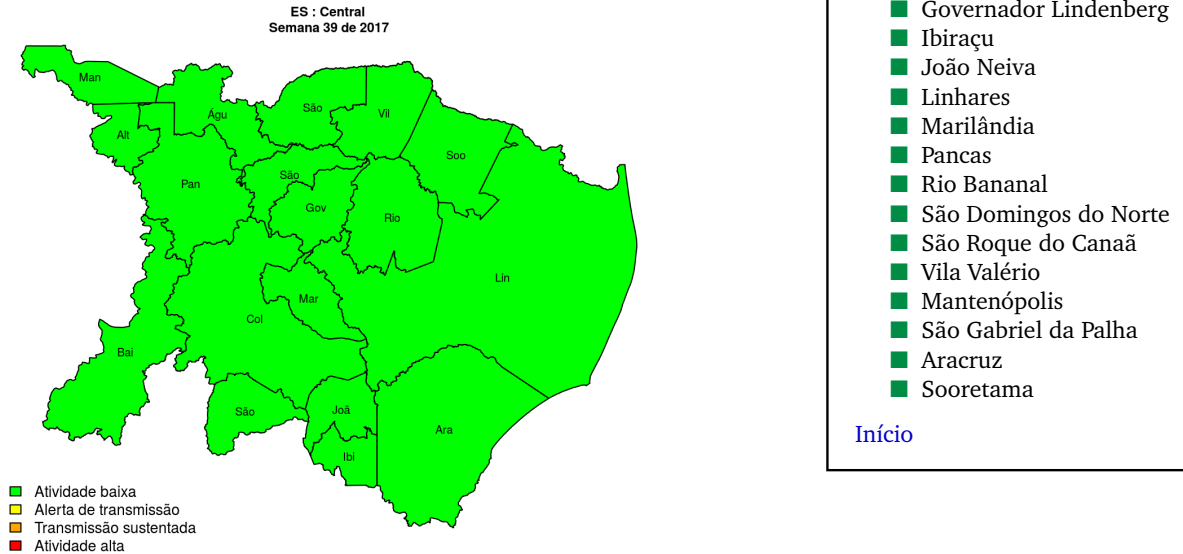 ES : Central
Semana 39 de 2017
Man
Águ
São
Vil
Alt
Soo
São
Pan
Gov
Rio
Lin
Mar
Col
Bai
São
Joã
Ara
Ibi
Atividade baixa
Alerta de transmissão
Transmissão sustentada
Atividade alta
Governador Lindenberg
Ibiraçu
João Neiva
Linhares
Marilândia
Pancas
Rio Bananal
São Domingos do Norte
São Roque do Canaã
Vila Valério
Mantenópolis
São Gabriel da Palha
Aracruz
Sooretama
Início